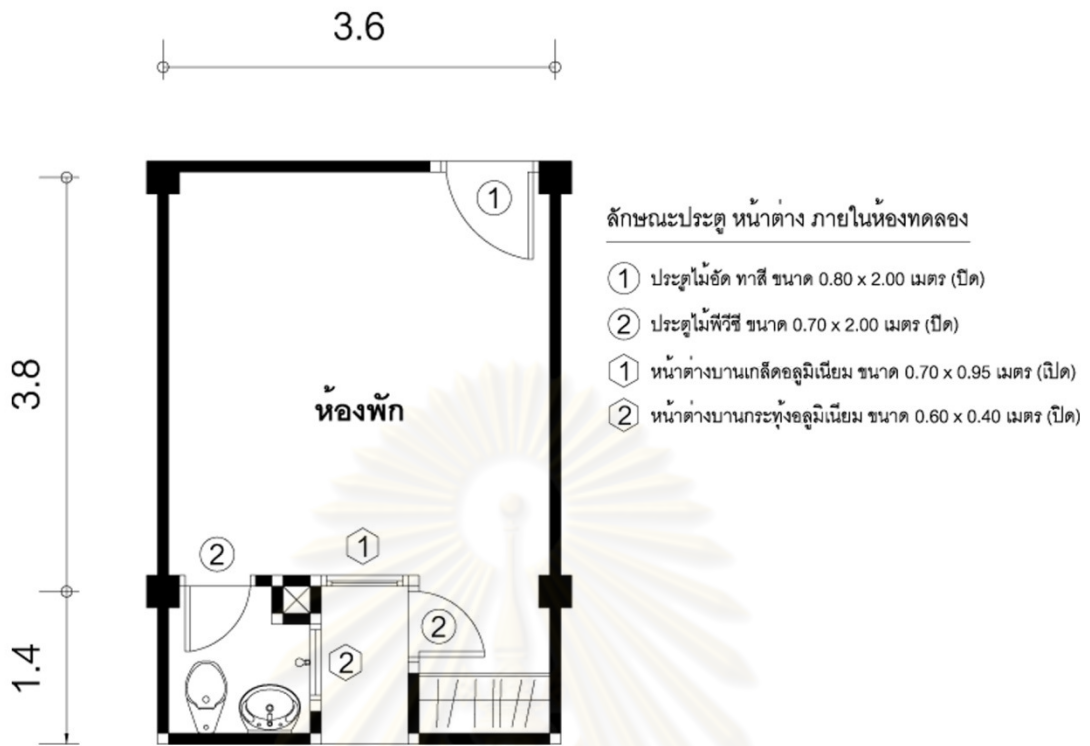 3.6
1
3.8
ห้องพัก
2
1
2
2
1.4
ลักษณะประตู หน้าต่าง ภายในห้องทดลอง
1 ประตูไม้อัด ทาสี ขนาด 0.80 x 2.00 เมตร (ปิด)
2 ประตูไม้พีวีซี ขนาด 0.70 x 2.00 เมตร (ปิด)
1 หน้าต่างบานเกล็ดอลูมิเนียม ขนาด 0.70 x 0.95 เมตร (เปิด)
2 หน้าต่างบานกระทุ้งอลูมิเนียม ขนาด 0.60 x 0.40 เมตร (ปิด)